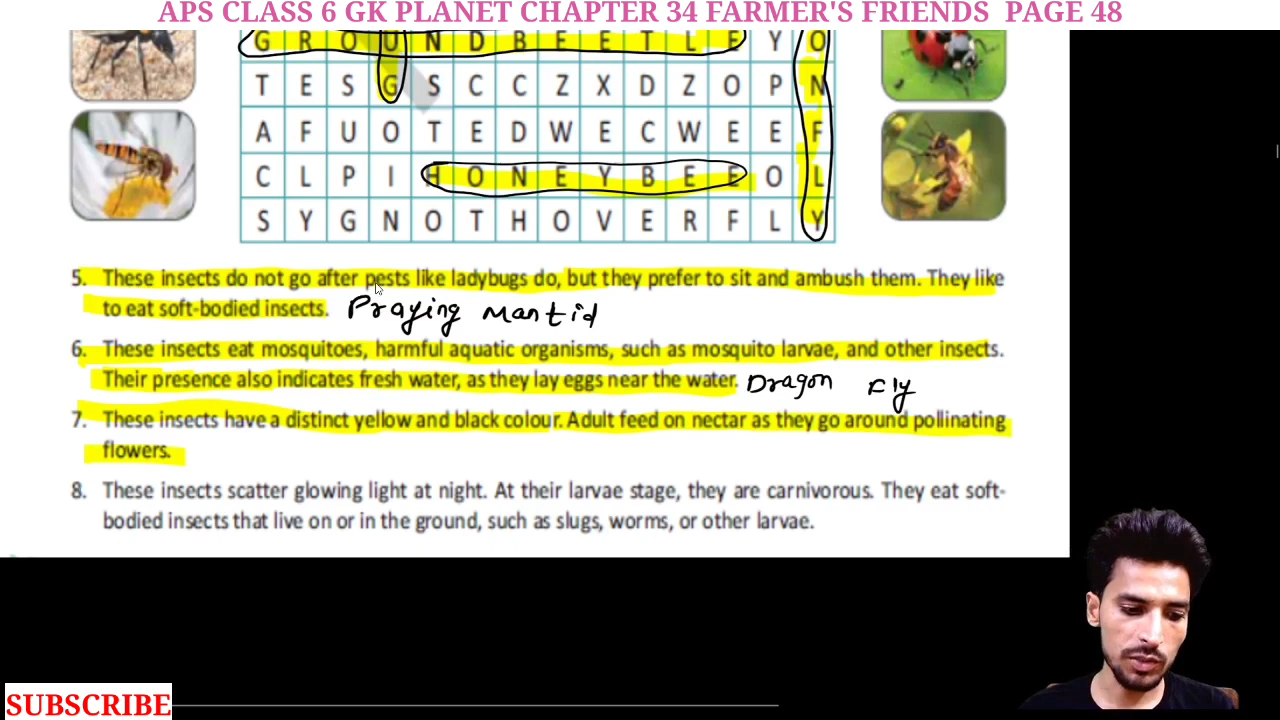 APS CLASS 6 GK PLANET CHAPTER 34 FARMER'S FRIENDS PAGE 48
G R O U N D B E E T L E Y O
T E S G S C C Z X D Z O P N
A F U O T E D W E C W E E F
C L P I H O N E Y B E E O L
S Y G N O T H O V E R F L Y
5. These insects do not go after pests like ladybugs do, but they prefer to sit and ambush them. They like
to eat soft-bodied insects. Praying Mantid
6. These insects eat mosquitoes, harmful aquatic organisms, such as mosquito larvae, and other insects.
Their presence also indicates fresh water, as they lay eggs near the water. Dragon Fly
7. These insects have a distinct yellow and black colour. Adult feed on nectar as they go around pollinating
flowers.
8. These insects scatter glowing light at night. At their larvae stage, they are carnivorous. They eat soft-
bodied insects that live on or in the ground, such as slugs, worms, or other larvae.
SUBSCRIBE